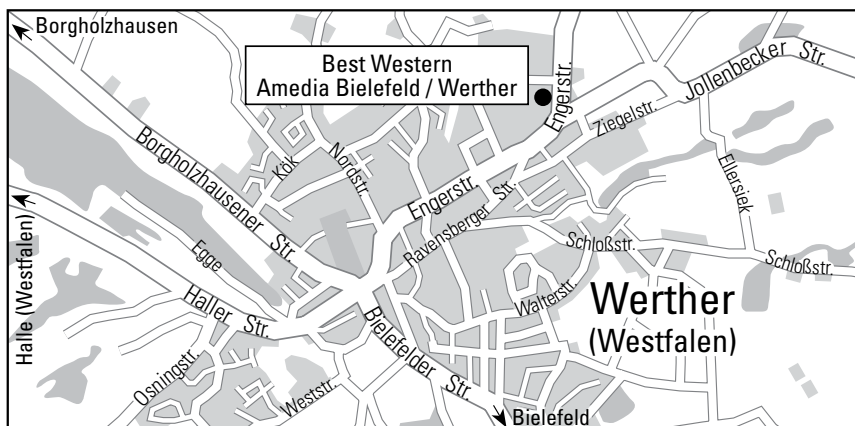 Borgholzhausen
Best Western
Amedia Bielefeld / Werther
Engerstr.
Jöllenbecker Str.
Ziegelstr.
Borgholzhausener Str.
Kök
Nordstr.
Engerstr.
Ravensberger Str.
Ellersiek
Halle (Westfalen)
Egge
Schloßstr.
Schloßstr.
Haller Str.
Walterstr.
Werther
(Westfalen)
Bielefelder Str.
Osningstr.
Weststr.
Bielefeld